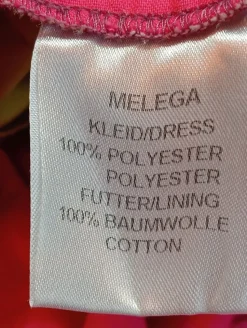 MELEGA
KLEID/DRESS
100% POLYESTER
POLYESTER
FUTTER/LINING
100% BAUMWOLLE
COTTON